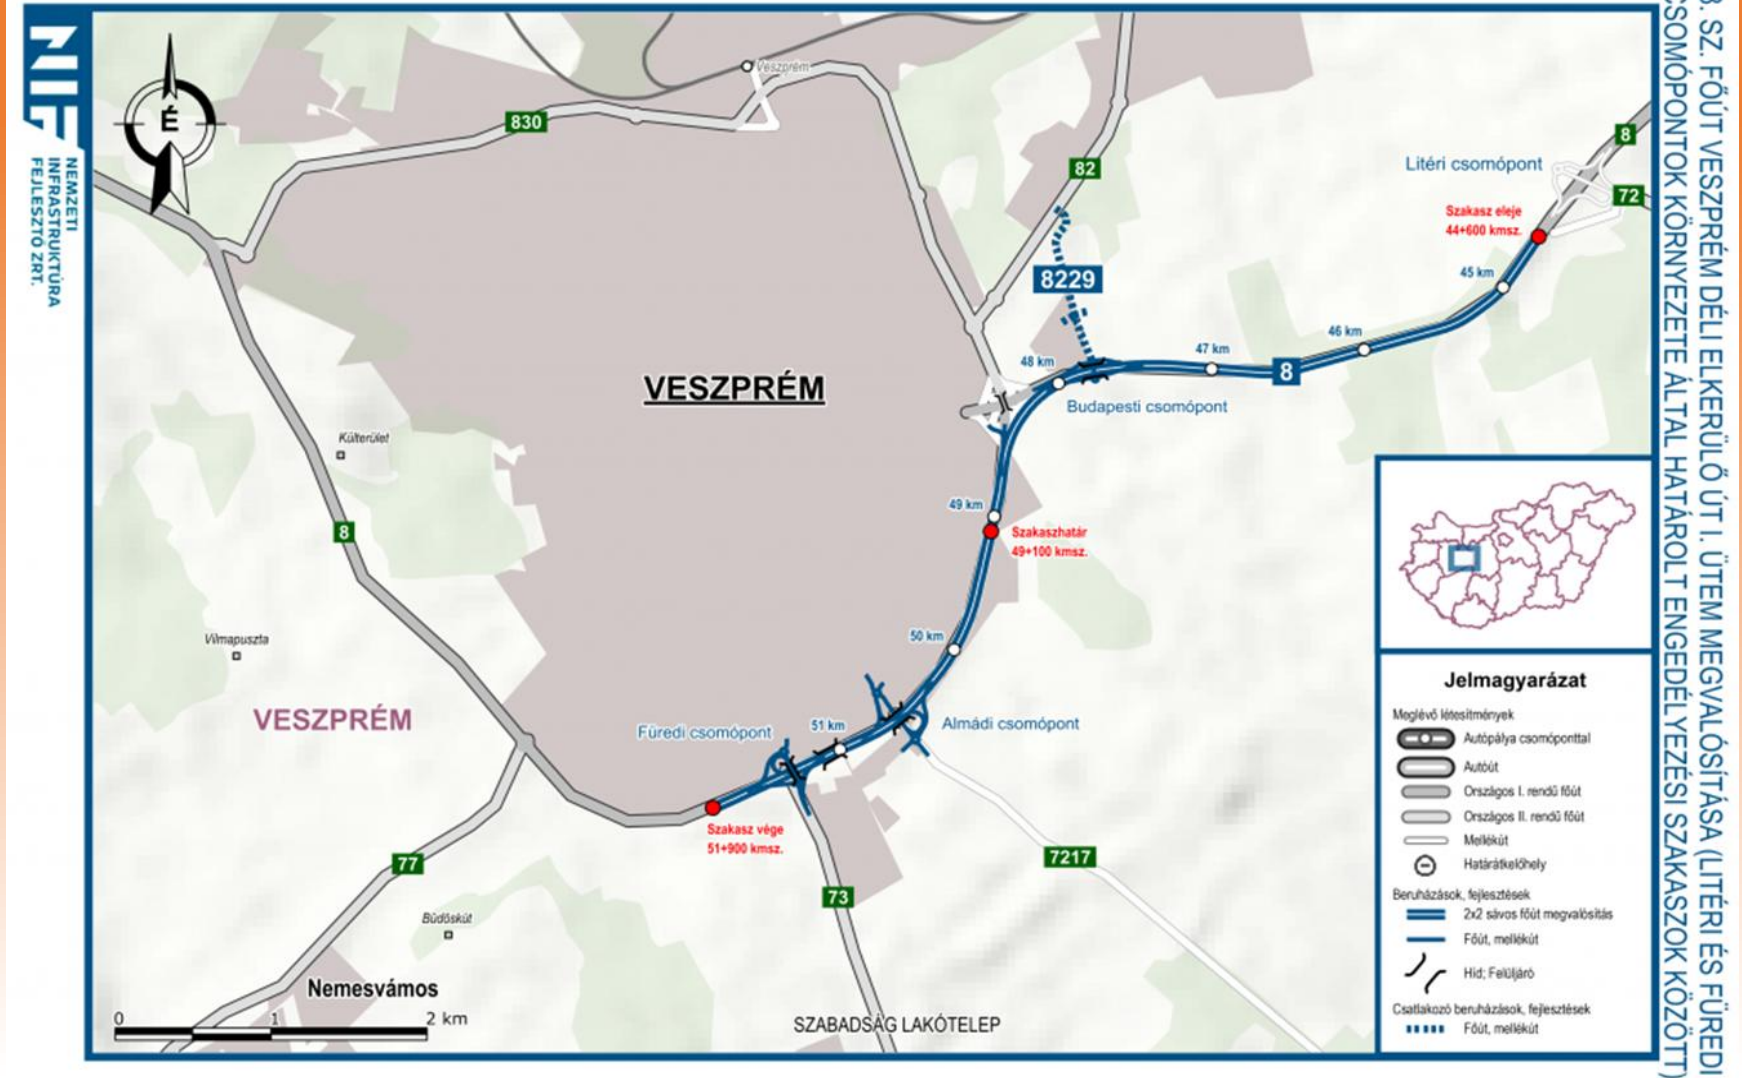 NIF
NEMZETI
INFRASTRUKTÚRA
FEJLESZTŐ ZRT.
É
Veszprém
830
82
8
72
Litéri csomópont
Szakasz eleje
44+600 kmsz.
45 km
8229
46 km
47 km
48 km
8
Budapesti csomópont
VESZPRÉM
Külterület
49 km
Szakaszhatár
49+100 kmsz.
8
Vilmapuszta
50 km
VESZPRÉM
Füredi csomópont
51 km
Almádi csomópont
Szakasz vége
51+900 kmsz.
77
7217
73
Büdöskút
Nemesvámos
0 1 2 km
SZABADSÁG LAKÓTELEP
Jelmagyarázat
Meglévő létesítmények
Autópálya csomóponttal
Autóút
Országos I. rendű főút
Országos II. rendű főút
Mellékút
Határátkelőhely
Beruházások, fejlesztések
2x2 sávos főút megvalósítás
Főút, mellékút
Híd; Felüljáró
Csatlakozó beruházások, fejlesztések
Főút, mellékút
8. SZ. FŐÚT VESZPRÉM DÉLI ELKERÜLŐ ÚT I. ÜTEM MEGVALÓSÍTÁSA (LITÉRI ÉS FÜREDI
CSOMÓPONTOK KÖRNYEZETE ÁLTAL HATÁROLT ENGEDÉLYEZÉSI SZAKASZOK KÖZÖTT)